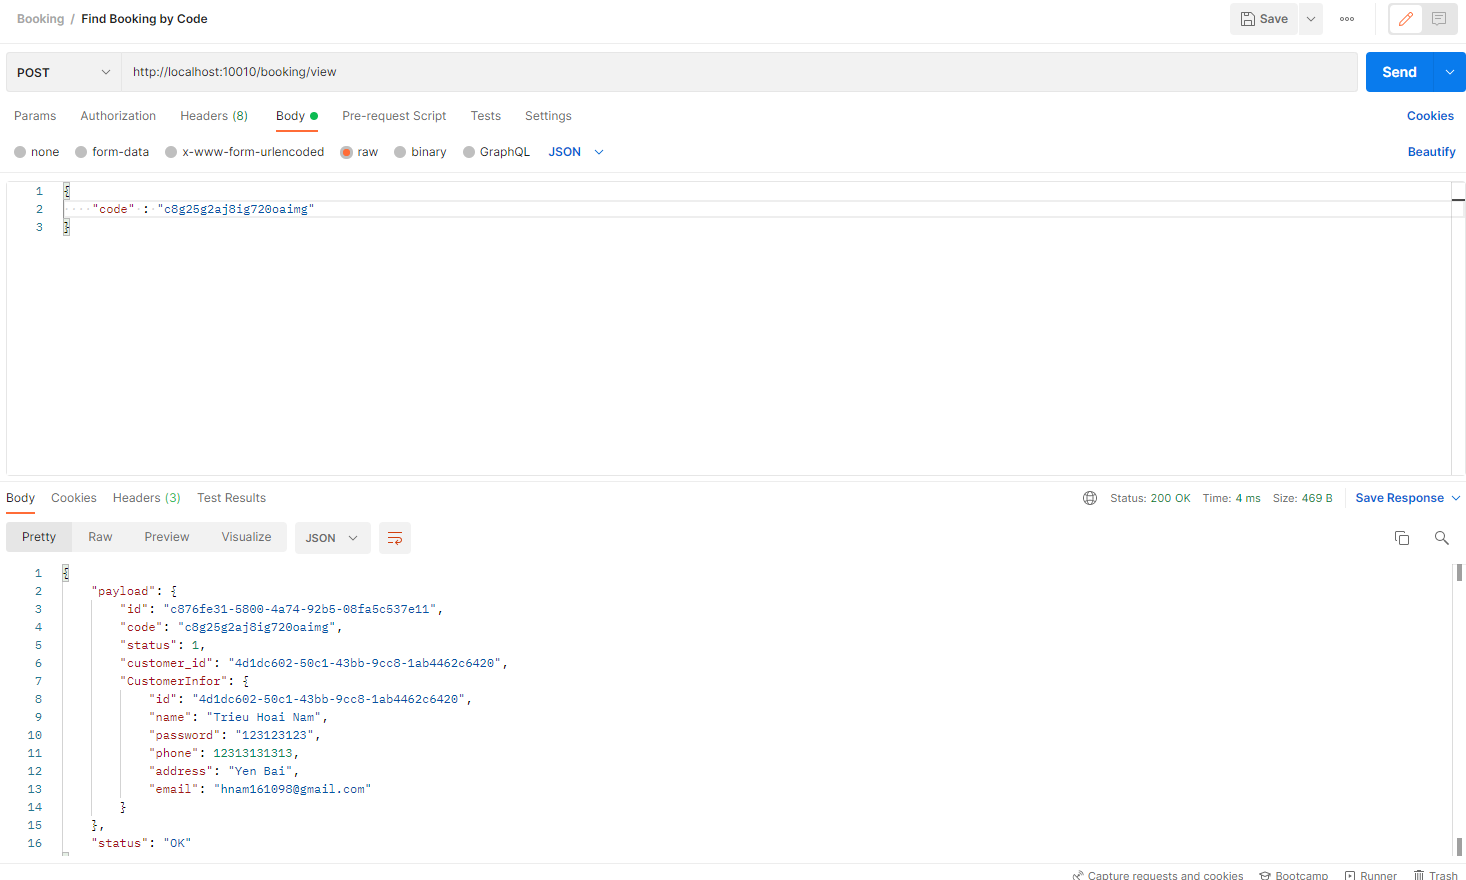 Booking / Find Booking by Code
Save
POST
http://localhost:10010/booking/view
Send
Params Authorization Headers (8) Body Pre-request Script Tests Settings Cookies
none form-data x-www-form-urlencoded raw binary GraphQL JSON Beautify
1 {
2 "code" : "c8g25g2aj8ig720oaimg"
3 }
Body Cookies Headers (3) Test Results Status: 200 OK Time: 4 ms Size: 469 B Save Response
Pretty Raw Preview Visualize JSON
1 {
2 "payload": {
3 "id": "c876fe31-5800-4a74-92b5-08fa5c537e11",
4 "code": "c8g25g2aj8ig720oaimg",
5 "status": 1,
6 "customer_id": "4d1dc602-50c1-43bb-9cc8-1ab4462c6420",
7 "CustomerInfor": {
8 "id": "4d1dc602-50c1-43bb-9cc8-1ab4462c6420",
9 "name": "Trieu Hoai Nam",
10 "password": "123123123",
11 "phone": 12313131313,
12 "address": "Yen Bai",
13 "email": "hnam161098@gmail.com"
14 }
15 },
16 "status": "OK"
Capture requests and cookies Bootcamp Runner Trash